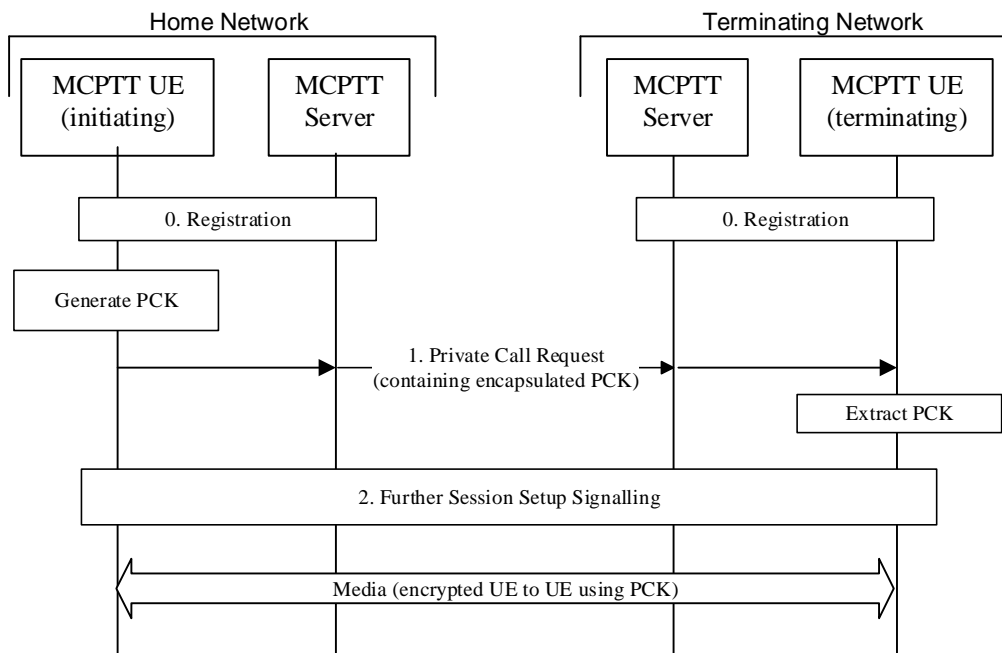 Home Network
Terminating Network
MCPTT UE
(initiating)
MCPTT
Server
MCPTT
Server
MCPTT UE
(terminating)
0. Registration
0. Registration
Generate PCK
1. Private Call Request
(containing encapsulated PCK)
Extract PCK
2. Further Session Setup Signalling
Media (encrypted UE to UE using PCK)